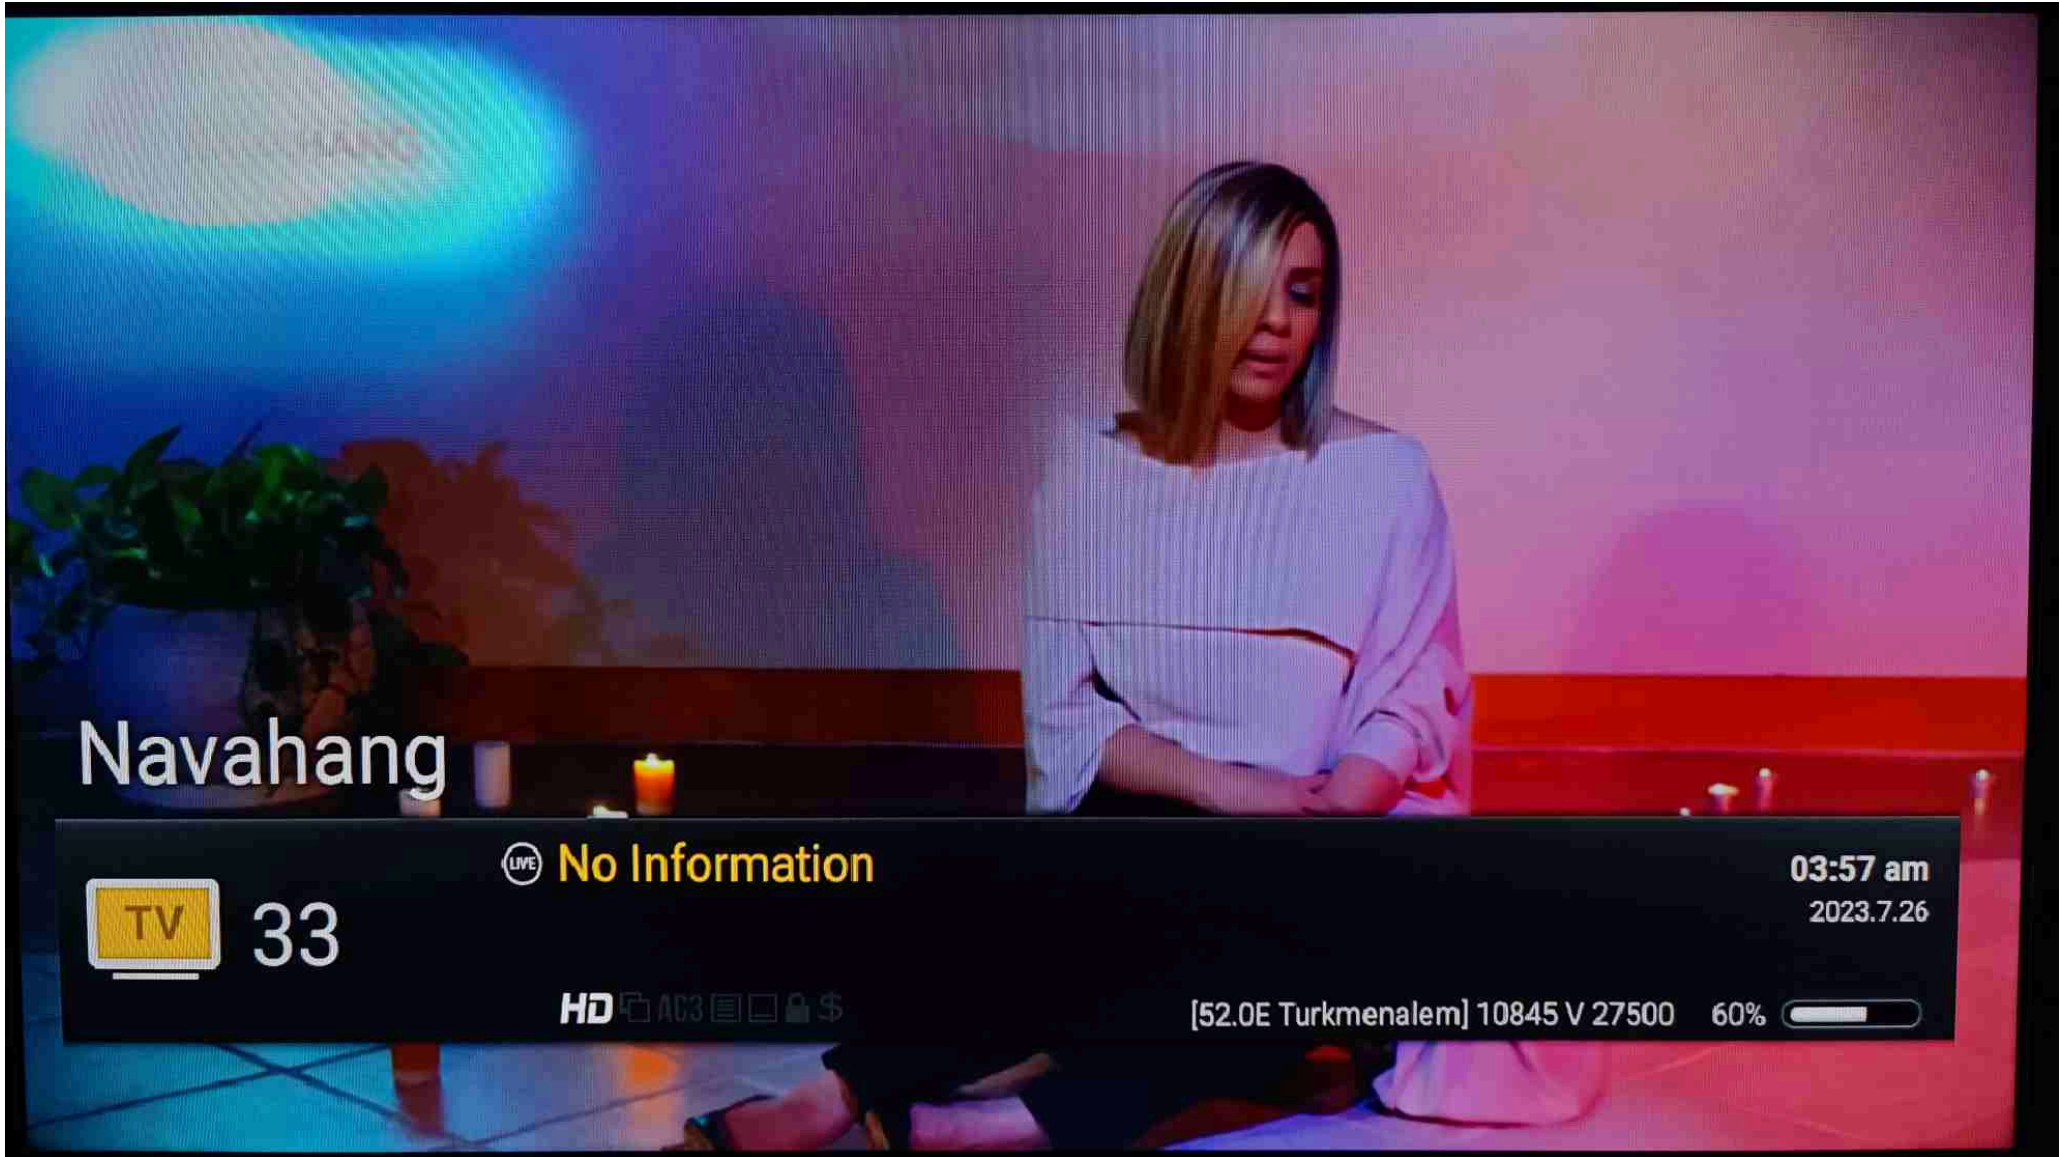 Navahang
LIVE No Information
03:57 am
2023.7.26
TV 33
HD AC3 $
[52.0E Turkmenalem] 10845 V 27500 60%